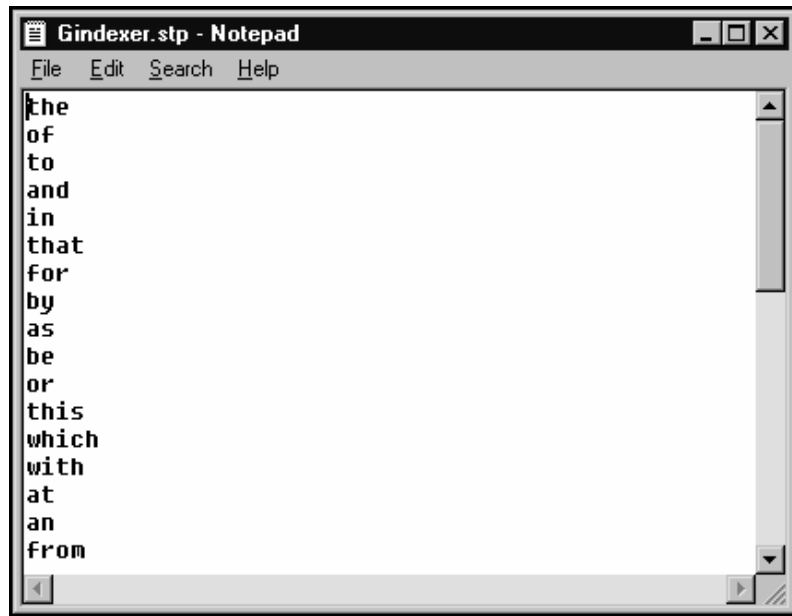 Gindexer.stp - Notepad
File Edit Search Help
the
of
to
and
in
that
for
by
as
be
or
this
which
with
at
an
from